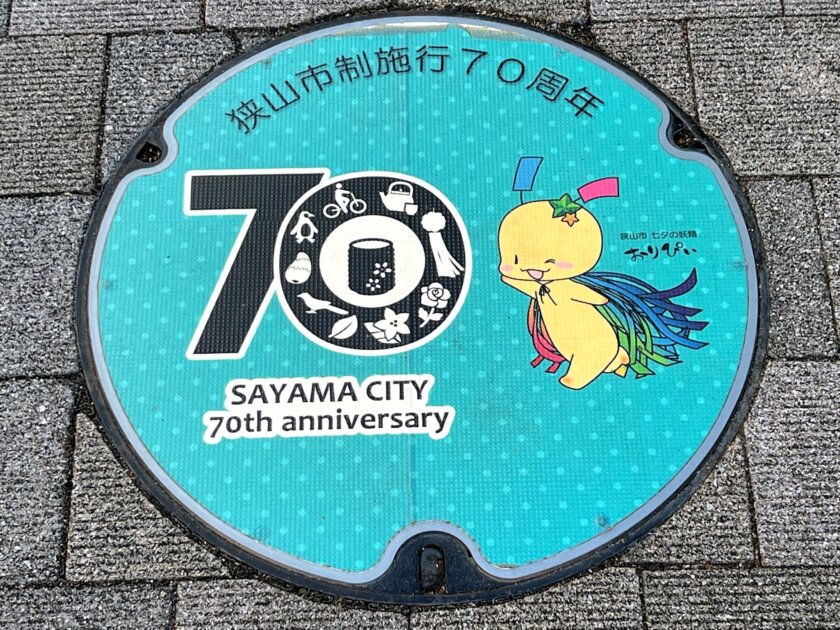 狭山市制施行70周年
70
狭山市 七夕の妖精
おりぴぃ
SAYAMA CITY
70th anniversary